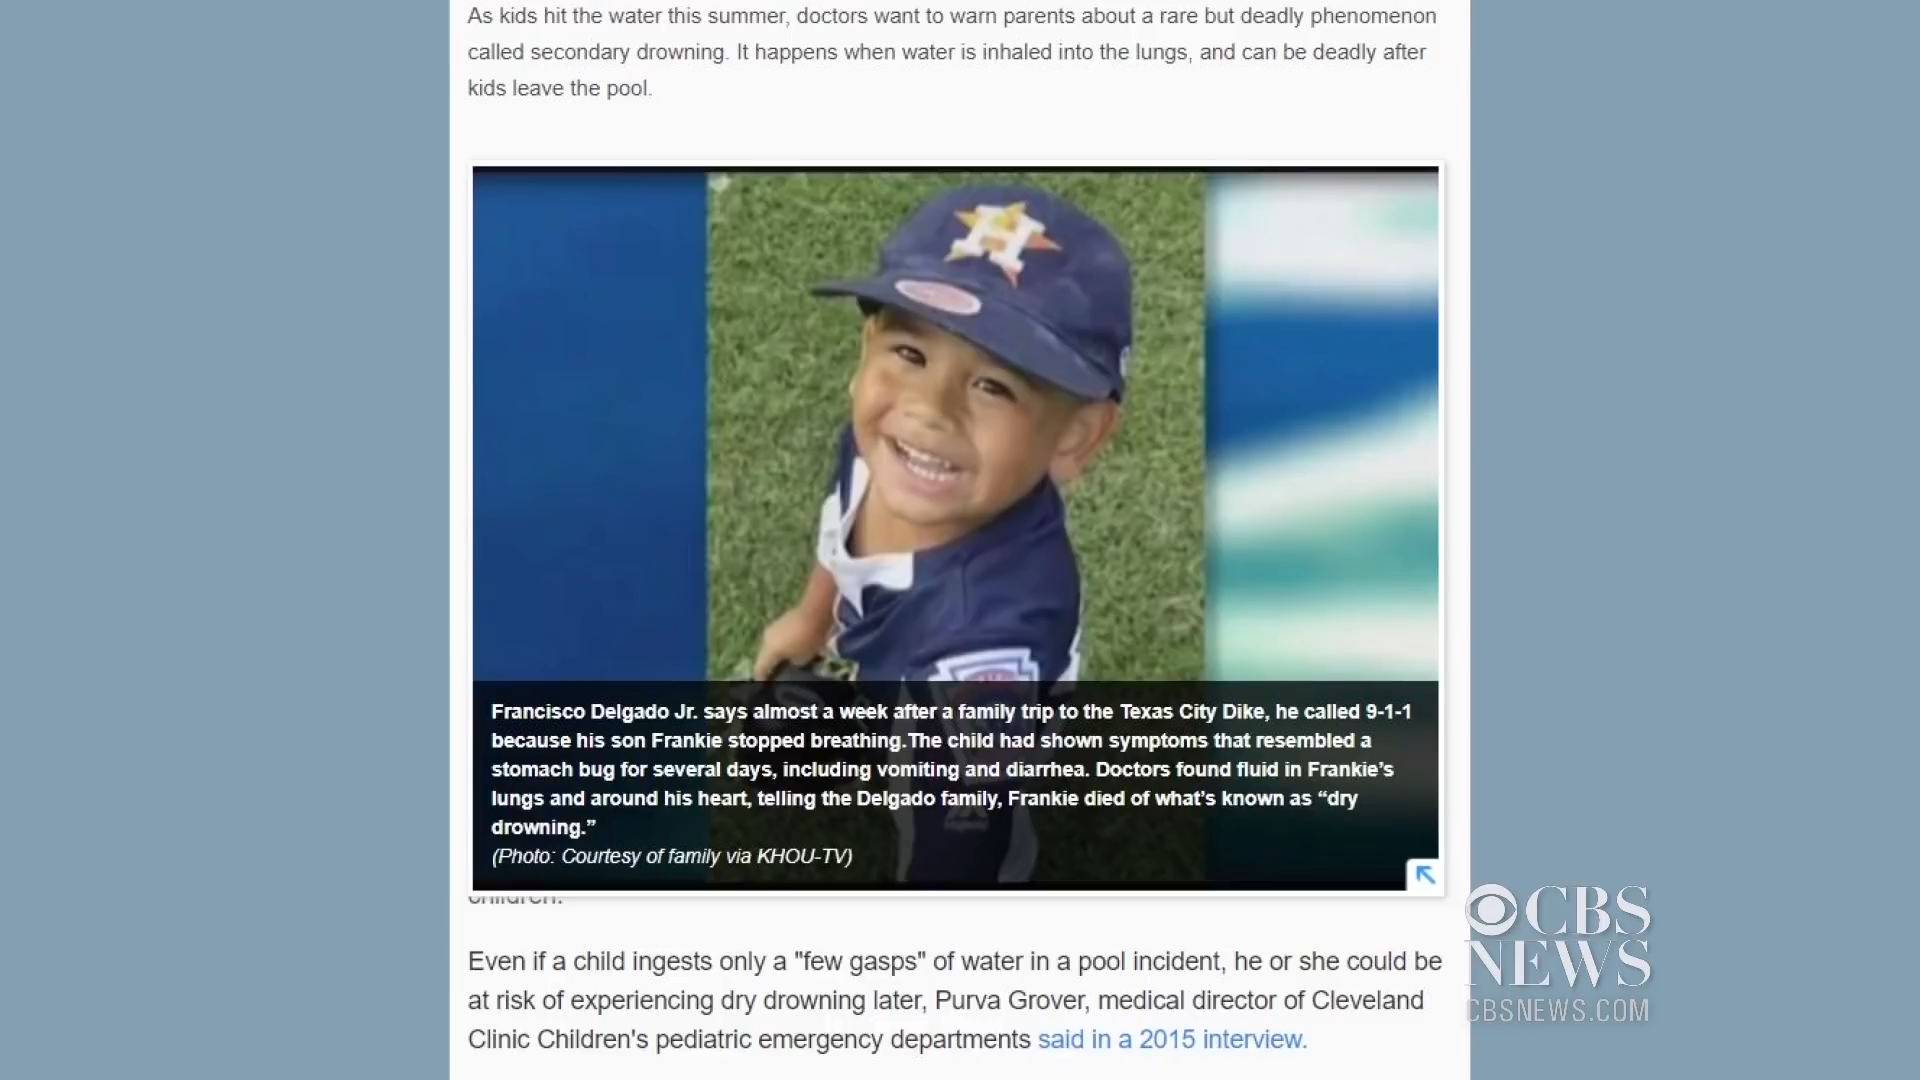 As kids hit the water this summer, doctors want to warn parents about a rare but deadly phenomenon
called secondary drowning. It happens when water is inhaled into the lungs, and can be deadly after
kids leave the pool.
H
Francisco Delgado Jr. says almost a week after a family trip to the Texas City Dike, he called 9-1-1
because his son Frankie stopped breathing.The child had shown symptoms that resembled a
stomach bug for several days, including vomiting and diarrhea. Doctors found fluid in Frankie’s
lungs and around his heart, telling the Delgado family, Frankie died of what’s known as “dry
drowning.”
(Photo: Courtesy of family via KHOU-TV)
children.
Even if a child ingests only a "few gasps" of water in a pool incident, he or she could be
at risk of experiencing dry drowning later, Purva Grover, medical director of Cleveland
Clinic Children's pediatric emergency departments said in a 2015 interview.
CBS
NEWS
CBSNEWS.COM